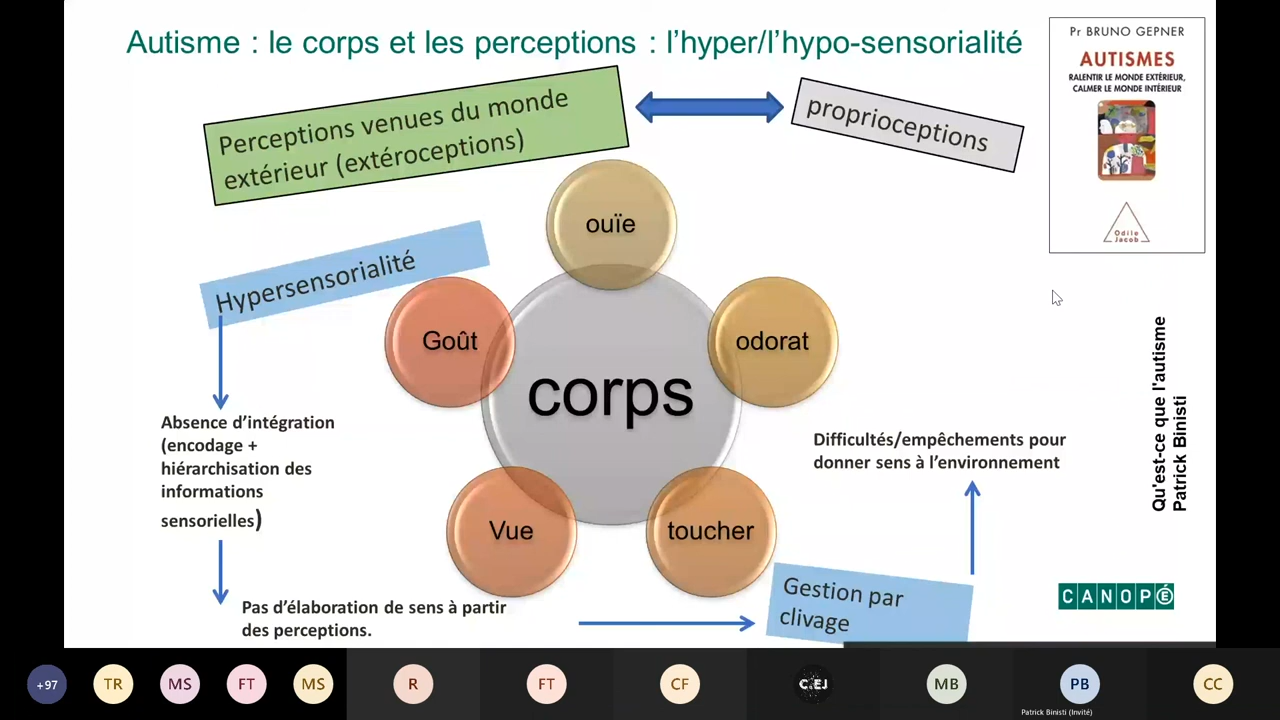 Autisme : le corps et les perceptions : l'hyper/l'hypo-sensorialité
Pr BRUNO GEPNER
AUTISMES
RALENTIR LE MONDE EXTÉRIEUR,
CALMER LE MONDE INTÉRIEUR
Odile
Jacob
Perceptions venues du monde
extérieur (extéroceptions)
proprioceptions
Hypersensorialité
ouïe
Goût
odorat
corps
Vue
toucher
Absence d'intégration
(encodage +
hiérarchisation des
informations
sensorielles)
Pas d'élaboration de sens à partir
des perceptions.
Gestion par
clivage
Difficultés/empêchements pour
donner sens à l'environnement
Qu'est-ce que l'autisme
Patrick Binisti
CANOPÉ
+97
TR
MS
FT
MS
R
FT
CF
CEJ
MB
PB
CC
Patrick Binisti (Invité)